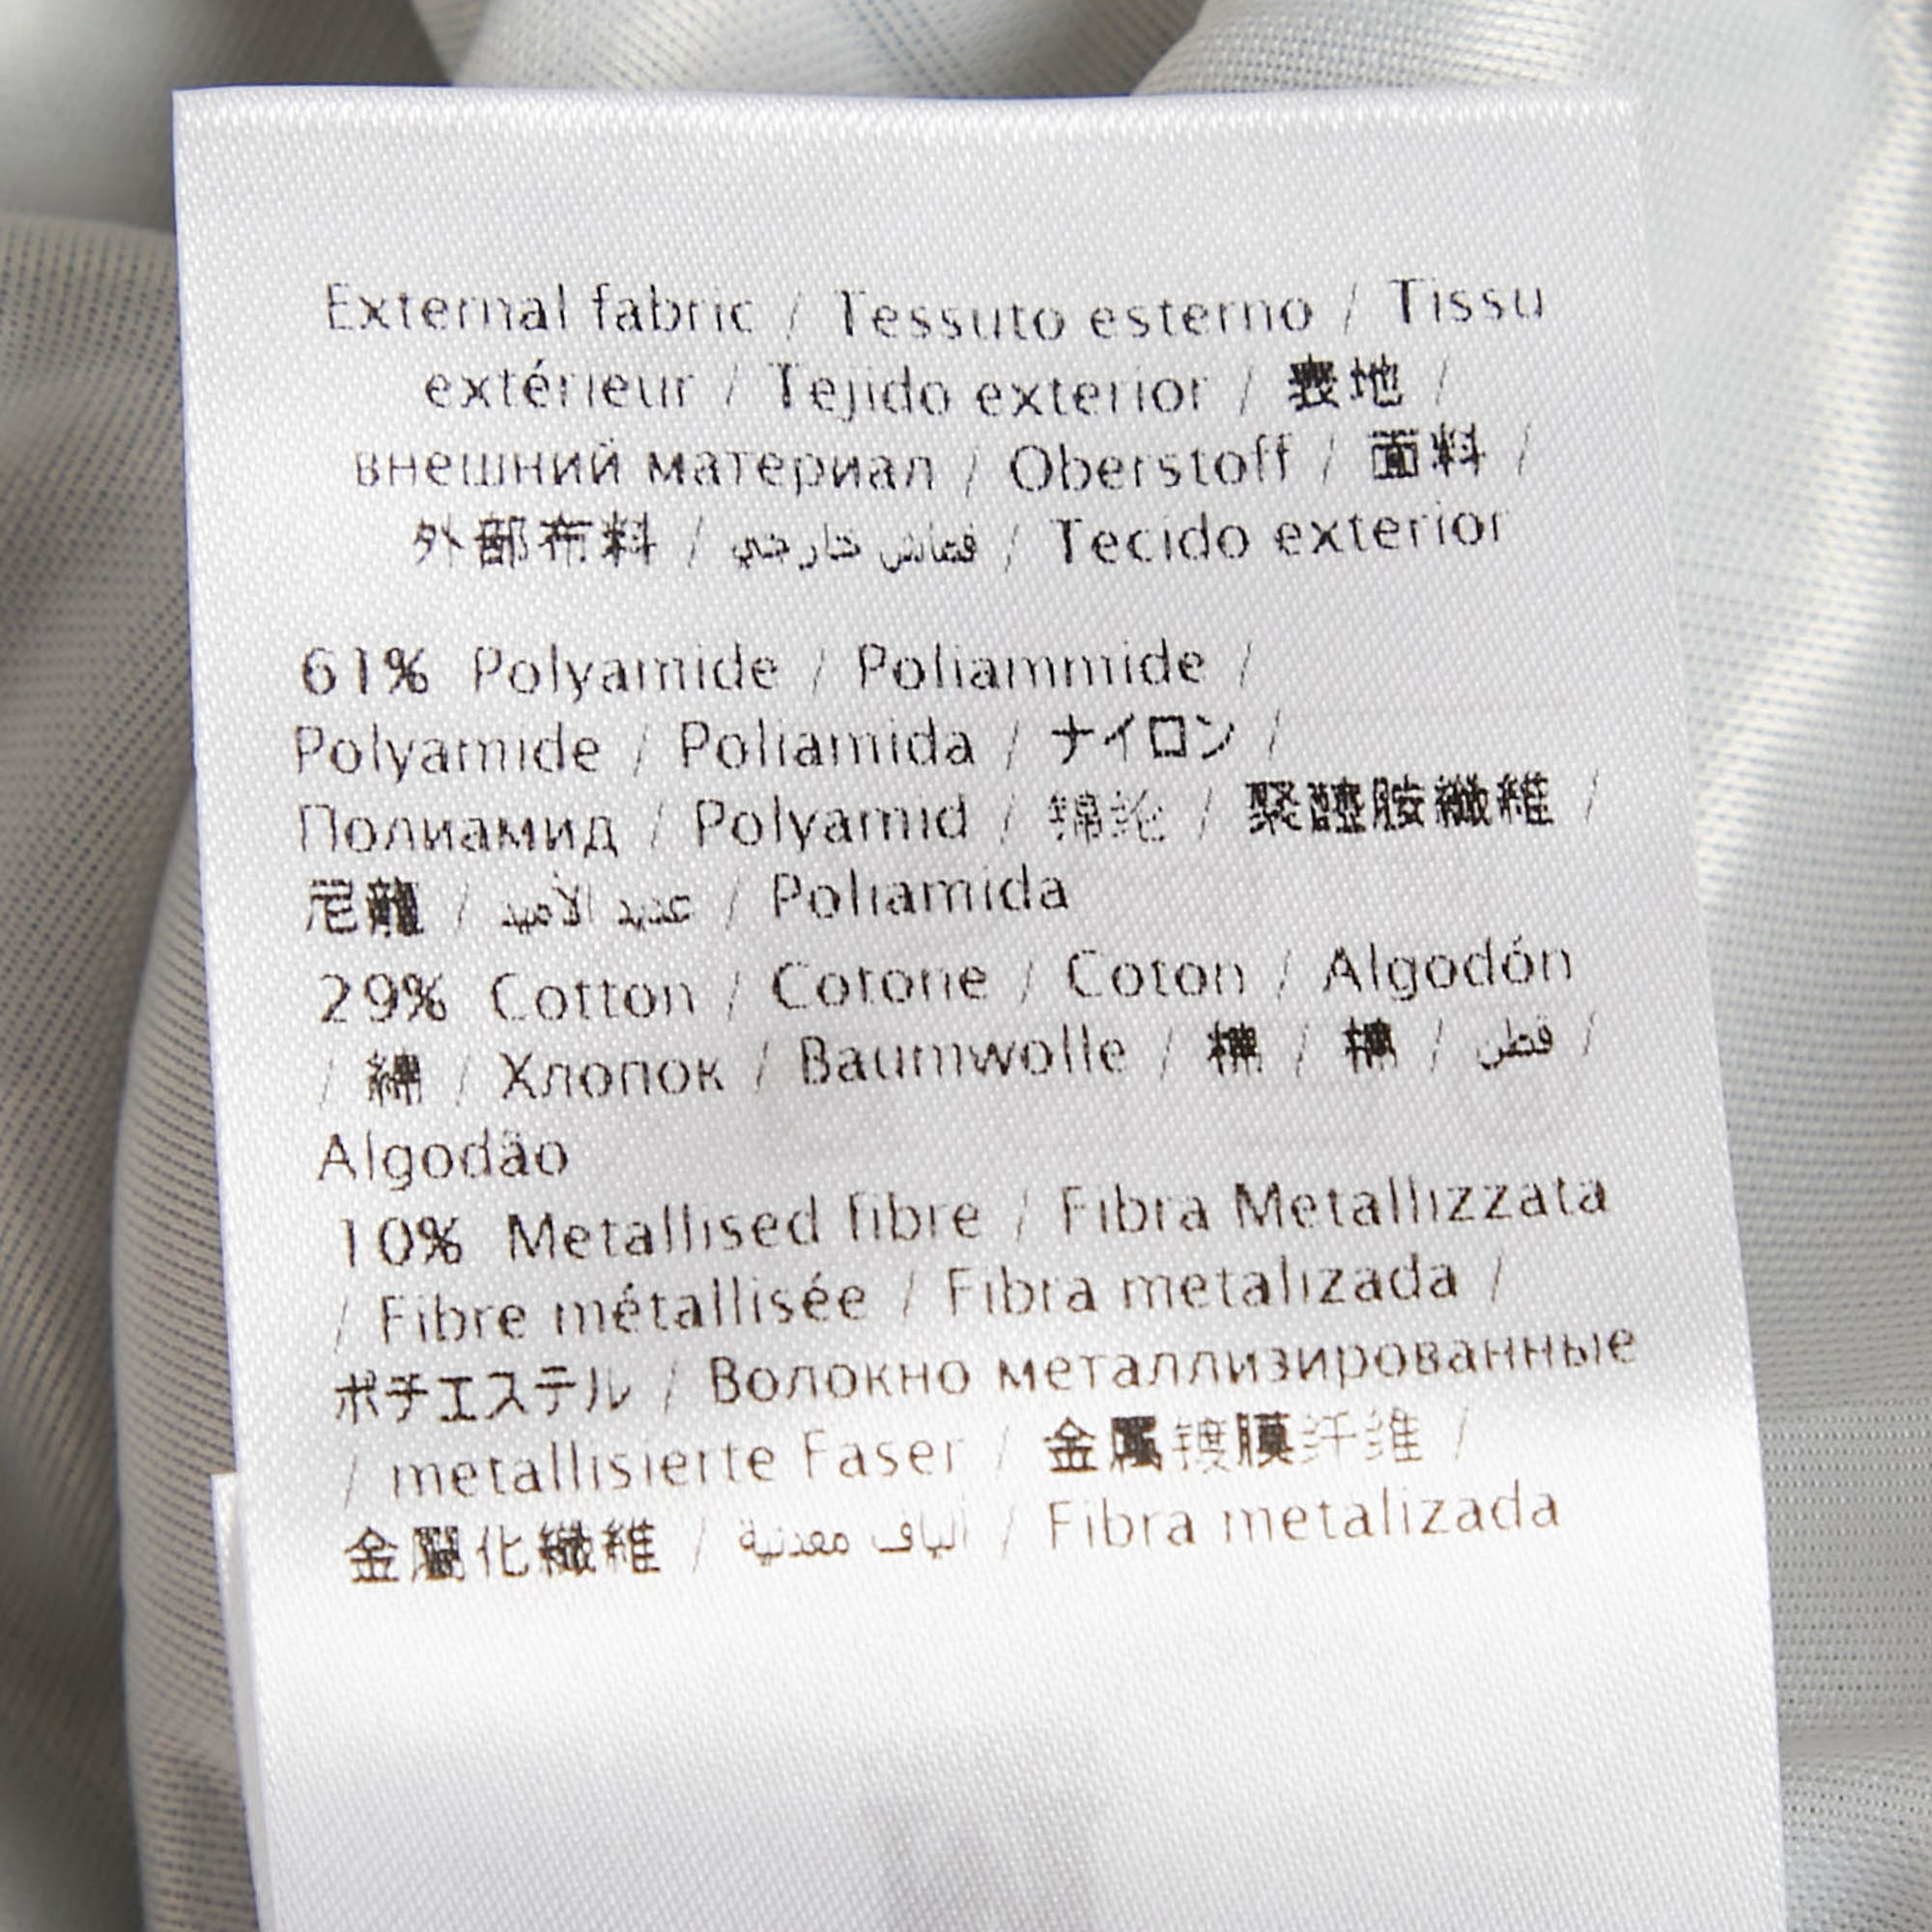 External fabric / Tessuto esterno / Tissu
extérieur / Tejido exterior / 表地 /
внешний материал / Oberstoff / 面料 /
外部布料 / قماش خارجي / Tecido exterior
61% Polyamide / Poliammide /
Polyamide / Poliamida / ナイロン /
Полиамид / Polyamid / 锦纶 / 聚醯胺纖維 /
尼龍 / عديد الأميد / Poliamida
29% Cotton / Cotone / Coton / Algodón
/ 綿 / Хлопок / Baumwolle / 棉 / 棉 / قطن /
Algodão
10% Metallised fibre / Fibra Metallizzata
/ Fibre métallisée / Fibra metalizada /
ポチエステル / Волокно металлизированные
/ metallisierte Faser / 金属镀膜纤维 /
金屬化纖維 / ألياف معدنية / Fibra metalizada